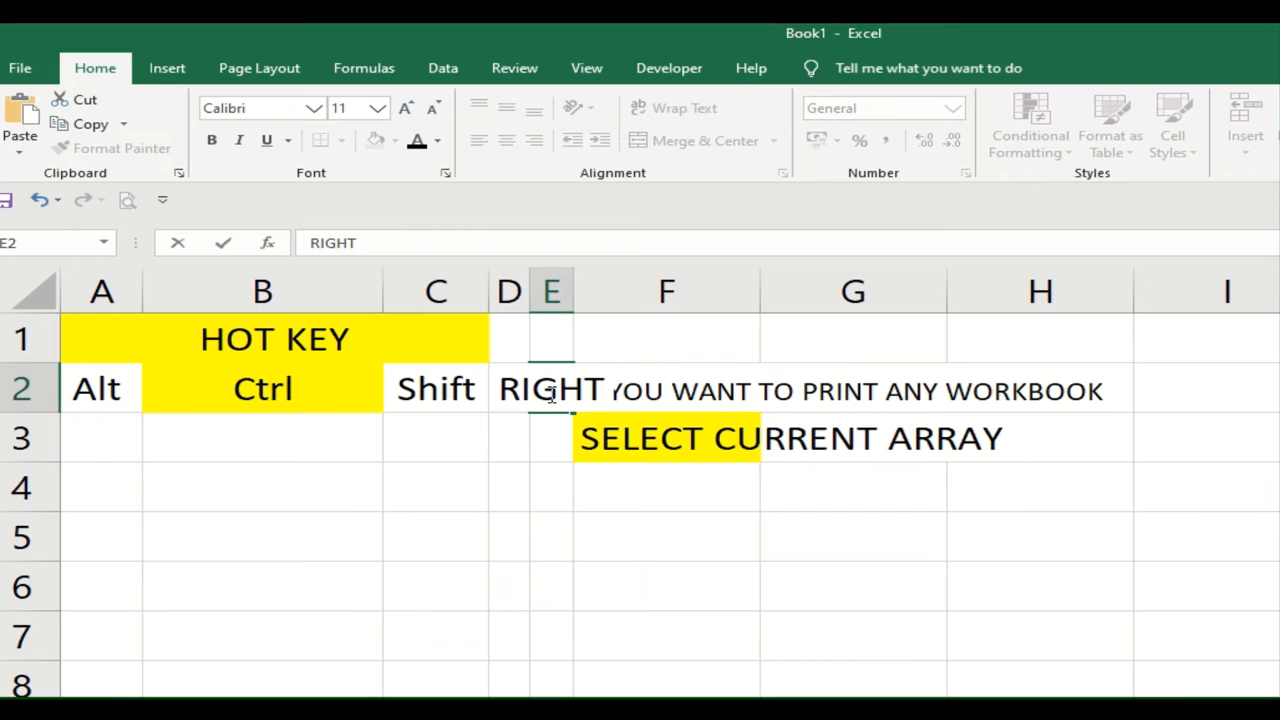 Book1 - Excel
File Home Insert Page Layout Formulas Data Review View Developer Help Tell me what you want to do
Cut
Copy
Format Painter
Paste
Calibri 11
B I U A
Wrap Text
Merge & Center
General
%
Conditional Formatting
Format as Table
Cell Styles
Insert
Clipboard Font Alignment Number Styles
E2 fx RIGHT
A B C D E F G H I
1 HOT KEY
2 Alt Ctrl Shift RIGHT YOU WANT TO PRINT ANY WORKBOOK
3 SELECT CURRENT ARRAY
4
5
6
7
8